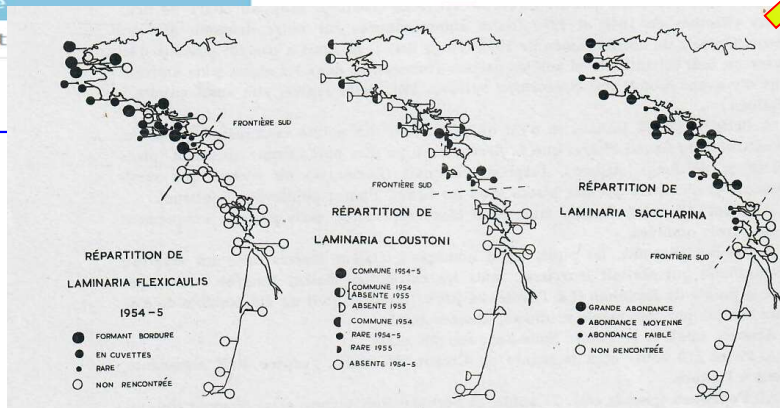 FRONTIÈRE SUD
RÉPARTITION DE
LAMINARIA FLEXICAULIS
1954-5
FORMANT BORDURE
EN CUVETTES
RARE
NON RENCONTRÉE
FRONTIÈRE SUD
RÉPARTITION DE
LAMINARIA CLOUSTONI
COMMUNE 1954-5
COMMUNE 1954
ABSENTE 1955
ABSENTE 1955
COMMUNE 1954
RARE 1954-5
RARE 1955
ABSENTE 1954-5
RÉPARTITION DE
LAMINARIA SACCHARINA
FRONTIÈRE SUD
GRANDE ABONDANCE
ABONDANCE MOYENNE
ABONDANCE FAIBLE
NON RENCONTRÉE